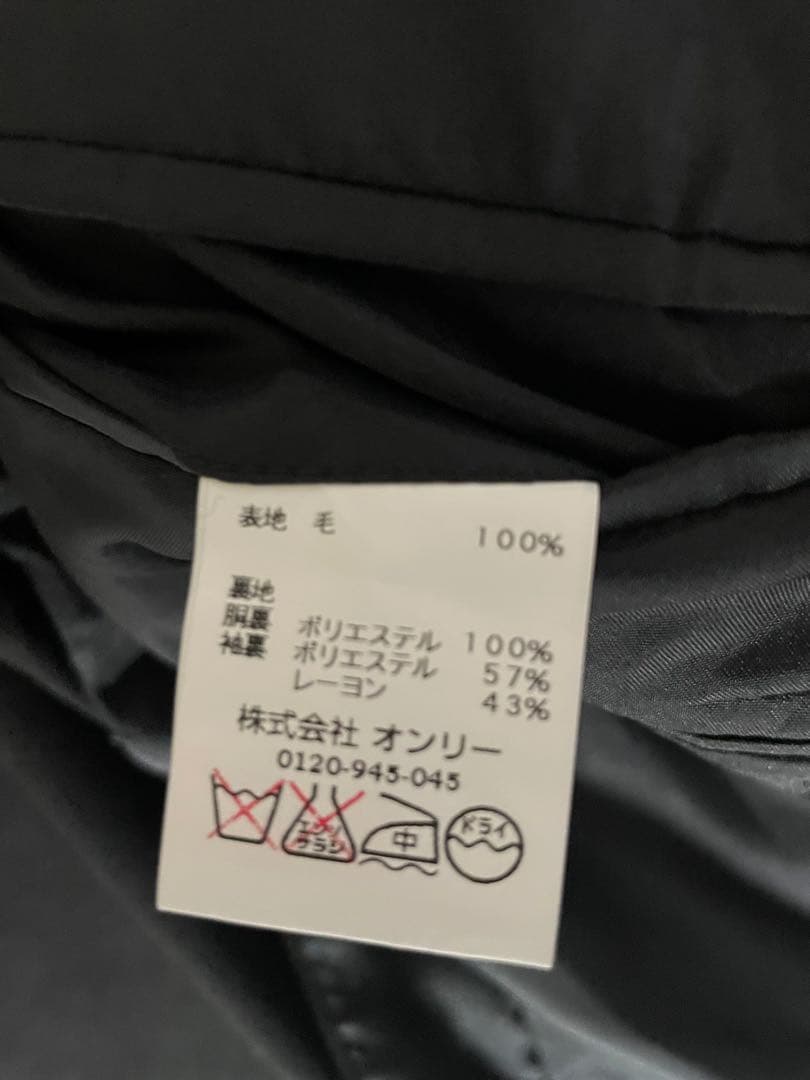 表地 毛 100%
裏地
胴裏 ポリエステル 100%
袖裏 ポリエステル 57%
レーヨン 43%
株式会社 オンリー
0120-945-045
エンソ
サラシ
中
ドライ